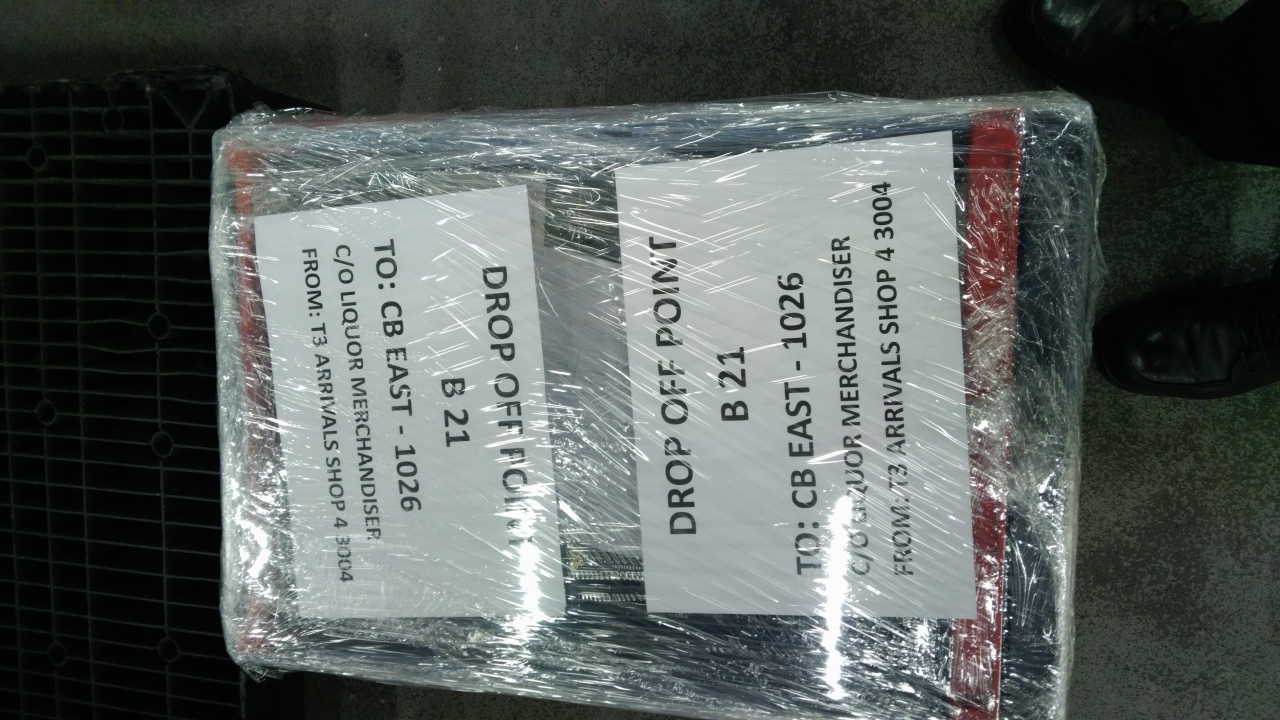 DROP OFF POINT
B 21
TO: CB EAST - 1026
C/O LIQUOR MERCHANDISER
FROM: T3 ARRIVALS SHOP 4 3004
DROP OFF POINT
B 21
TO: CB EAST - 1026
C/O LIQUOR MERCHANDISER
FROM: T3 ARRIVALS SHOP 4 3004